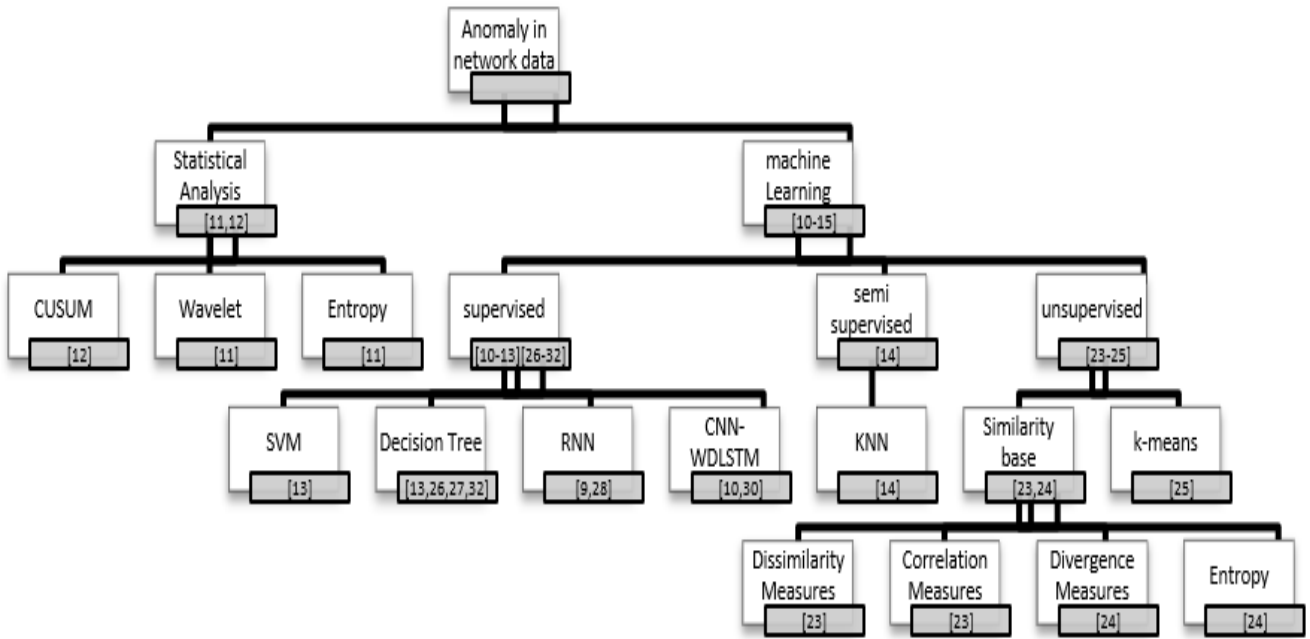 Anomaly in
network data
Statistical
Analysis
[11,12]
machine
Learning
[10-15]
CUSUM
[12]
Wavelet
[11]
Entropy
[11]
supervised
[10-13][26-32]
semi
supervised
[14]
unsupervised
[23-25]
SVM
[13]
Decision Tree
[13,26,27,32]
RNN
[9,28]
CNN-
WDLSTM
[10,30]
KNN
[14]
Similarity
base
[23,24]
k-means
[25]
Dissimilarity
Measures
[23]
Correlation
Measures
[23]
Divergence
Measures
[24]
Entropy
[24]